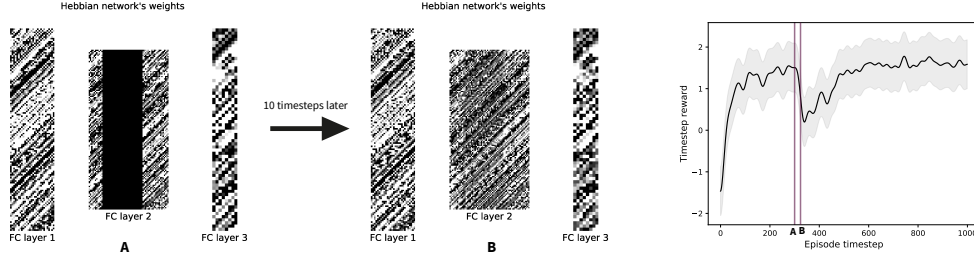 Hebbian network's weights
FC layer 1
FC layer 2
FC layer 3
A
10 timesteps later
Hebbian network's weights
FC layer 1
FC layer 2
FC layer 3
B
Timestep reward
2
1
0
−1
−2
0
200
400
600
800
1000
A B
Episode timestep